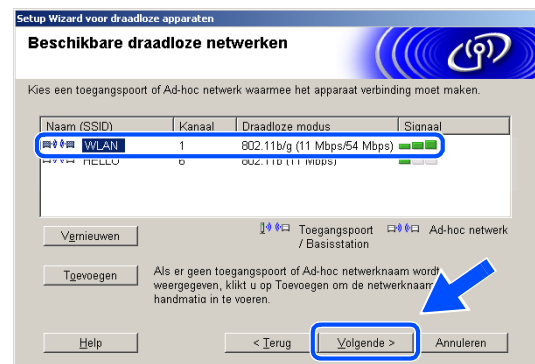 Setup Wizard voor draadloze apparaten
Beschikbare draadloze netwerken
Kies een toegangspoort of Ad-hoc netwerk waarmee het apparaat verbinding moet maken.
Naam (SSID) Kanaal Draadloze modus Signaal
WLAN 1 802.11b/g (11 Mbps/54 Mbps)
HELLO 6 802.11b (11 Mbps)
Vernieuwen
Toegangspoort / Basisstation
Ad-hoc netwerk
Toevoegen
Als er geen toegangspoort of Ad-hoc netwerknaam wordt
weergegeven, klikt u op Toevoegen om de netwerknaam
handmatig in te voeren.
Help < Terug Volgende > Annuleren